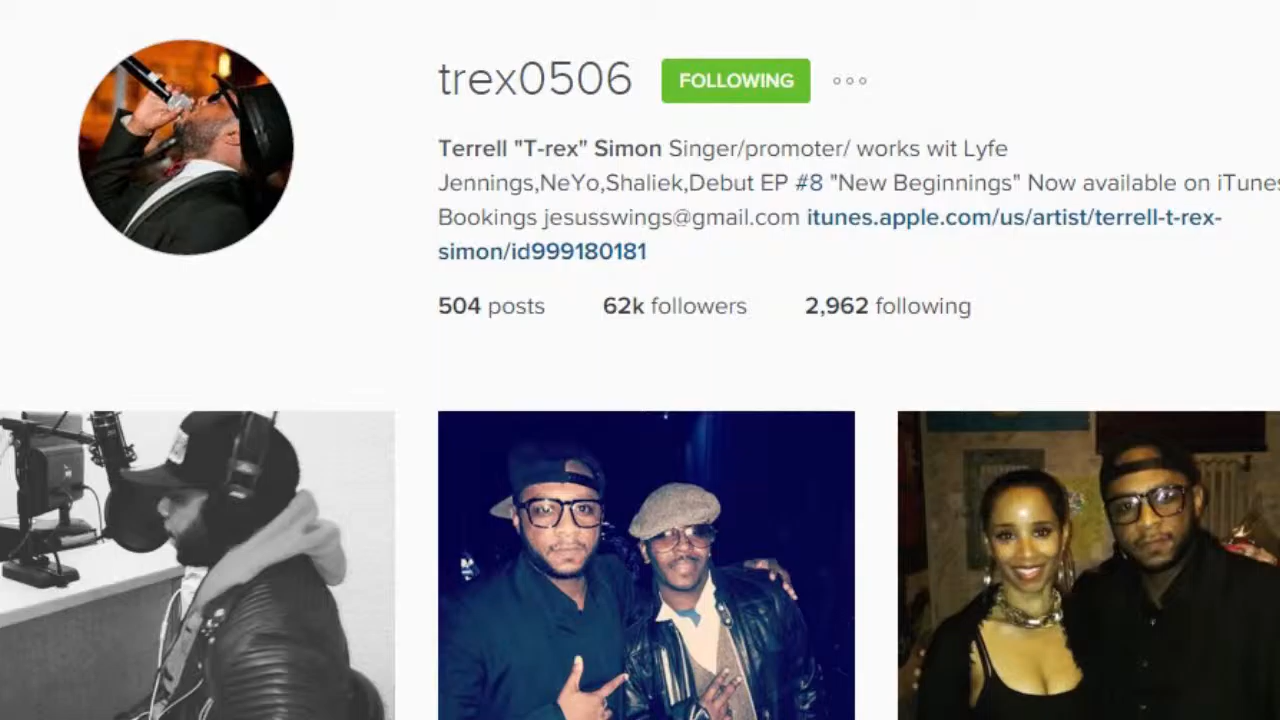 trex0506 FOLLOWING
Terrell "T-rex" Simon Singer/promoter/ works wit Lyfe
Jennings,NeYo,Shaliek,Debut EP #8 "New Beginnings" Now available on iTunes
Bookings jesusswings@gmail.com itunes.apple.com/us/artist/terrell-t-rex-
simon/id999180181
504 posts 62k followers 2,962 following